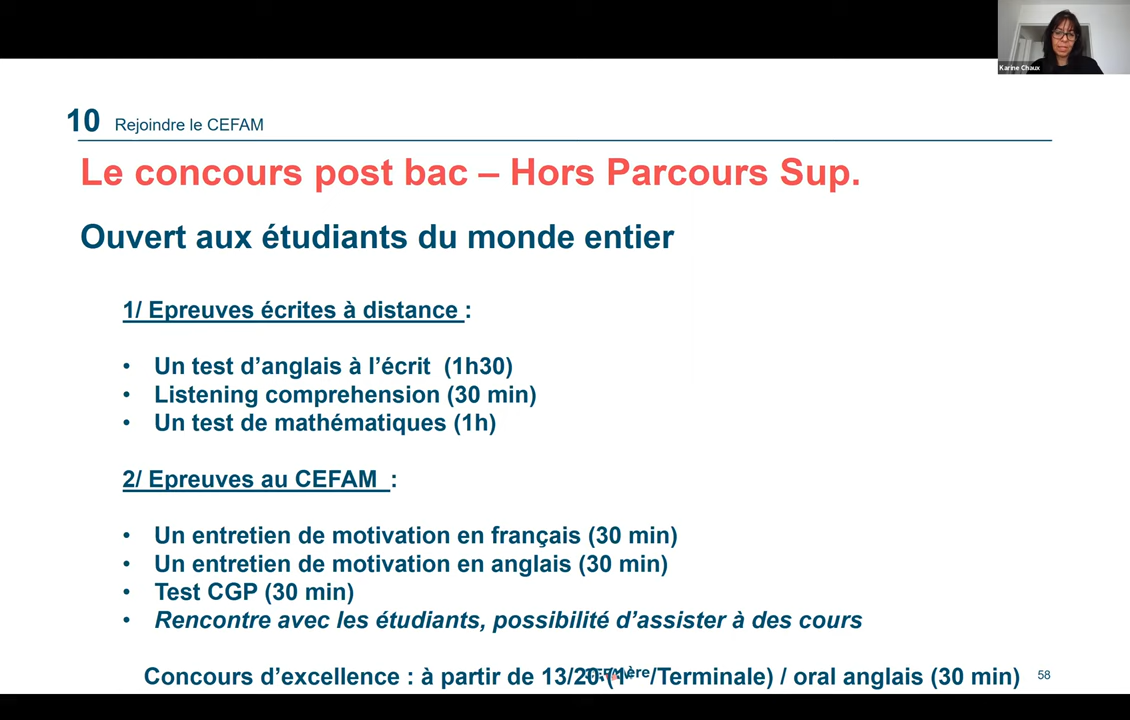 Karine Chaux
10 Rejoindre le CEFAM
Le concours post bac – Hors Parcours Sup.
Ouvert aux étudiants du monde entier
1/ Epreuves écrites à distance :
• Un test d’anglais à l’écrit (1h30)
• Listening comprehension (30 min)
• Un test de mathématiques (1h)
2/ Epreuves au CEFAM :
• Un entretien de motivation en français (30 min)
• Un entretien de motivation en anglais (30 min)
• Test CGP (30 min)
• Rencontre avec les étudiants, possibilité d’assister à des cours
Concours d’excellence : à partir de 13/20 (1ère/Terminale) / oral anglais (30 min)
58